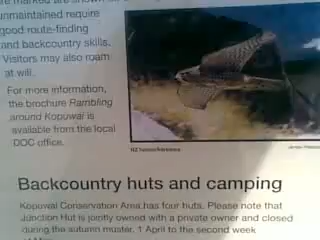 unmaintained require
good route-finding
and backcountry skills.
Visitors may also roam
at will.
For more information,
the brochure Rambling
around Kopuwai is
available from the local
DOC office.
NZ falcon/kārearea
Backcountry huts and camping
Kopuwai Conservation Area has four huts. Please note that
Junction Hut is jointly owned with a private owner and closed
during the autumn muster, 1 April to the second week